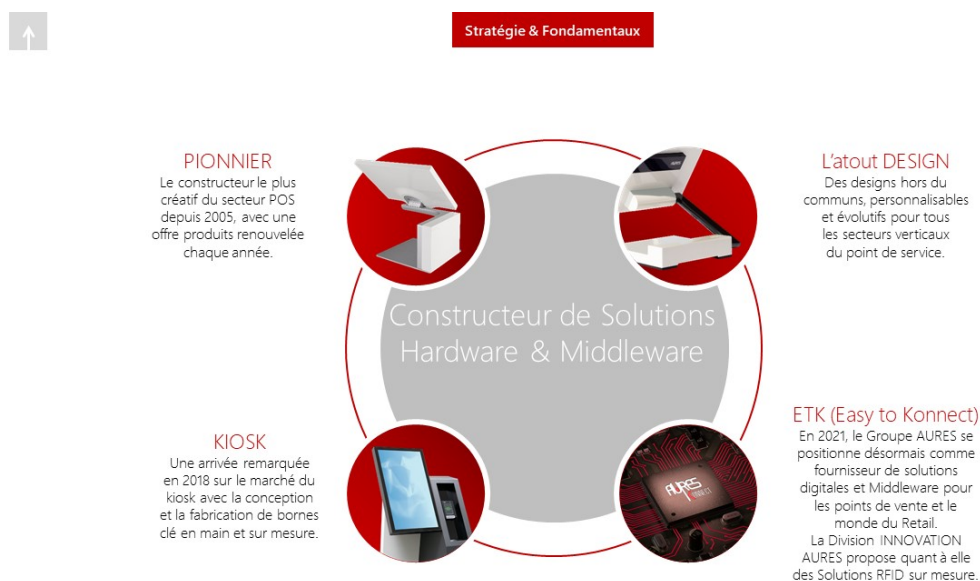 Stratégie & Fondamentaux
PIONNIER
Le constructeur le plus
créatif du secteur POS
depuis 2005, avec une
offre produits renouvelée
chaque année.
L'atout DESIGN
Des designs hors du
communs, personnalisables
et évolutifs pour tous
les secteurs verticaux
du point de service.
Constructeur de Solutions
Hardware & Middleware
KIOSK
Une arrivée remarquée
en 2018 sur le marché du
kiosk avec la conception
et la fabrication de bornes
clé en main et sur mesure.
AURES
ETK (Easy to Konnect)
En 2021, le Groupe AURES se
positionne désormais comme
fournisseur de solutions
digitales et Middleware pour
les points de vente et le
monde du Retail.
La Division INNOVATION
AURES propose quant à elle
des Solutions RFID sur mesure.